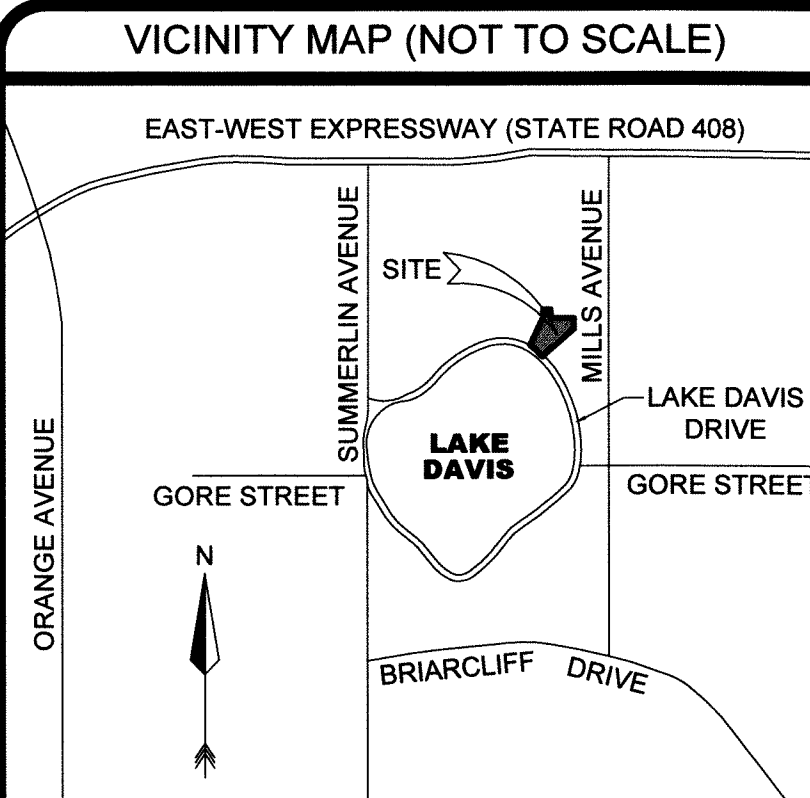 VICINITY MAP (NOT TO SCALE)
EAST-WEST EXPRESSWAY (STATE ROAD 408)
SUMMERLIN AVENUE
MILLS AVENUE
SITE
LAKE DAVIS
DRIVE
LAKE
DAVIS
ORANGE AVENUE
GORE STREET
GORE STREET
N
BRIARCLIFF DRIVE